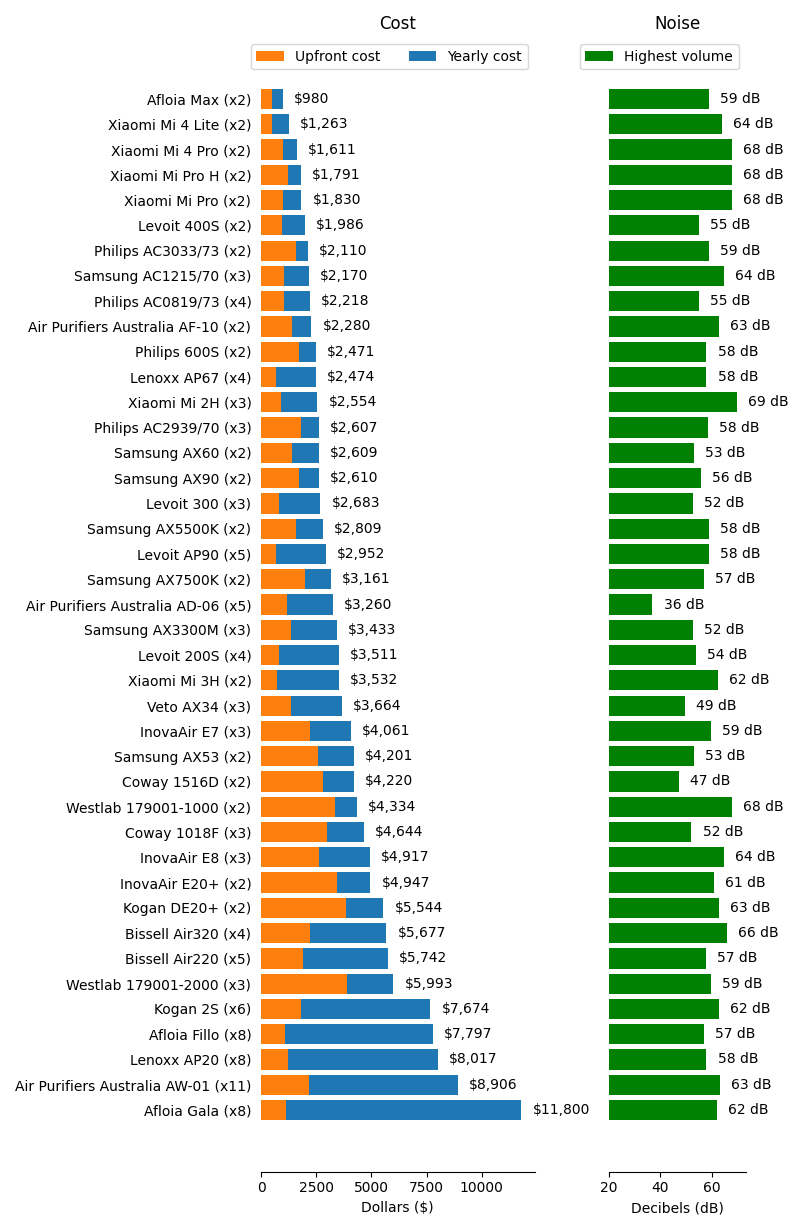 Cost Noise
Upfront cost Yearly cost Highest volume
Afloia Max (x2) $980 59 dB
Xiaomi Mi 4 Lite (x2) $1,263 64 dB
Xiaomi Mi 4 Pro (x2) $1,611 68 dB
Xiaomi Mi Pro H (x2) $1,791 68 dB
Xiaomi Mi Pro (x2) $1,830 68 dB
Levoit 400S (x2) $1,986 55 dB
Philips AC3033/73 (x2) $2,110 59 dB
Samsung AC1215/70 (x3) $2,170 64 dB
Philips AC0819/73 (x4) $2,218 55 dB
Air Purifiers Australia AF-10 (x2) $2,280 63 dB
Philips 600S (x2) $2,471 58 dB
Lenoxx AP67 (x4) $2,474 58 dB
Xiaomi Mi 2H (x3) $2,554 69 dB
Philips AC2939/70 (x3) $2,607 58 dB
Samsung AX60 (x2) $2,609 53 dB
Samsung AX90 (x2) $2,610 56 dB
Levoit 300 (x3) $2,683 52 dB
Samsung AX5500K (x2) $2,809 58 dB
Levoit AP90 (x5) $2,952 58 dB
Samsung AX7500K (x2) $3,161 57 dB
Air Purifiers Australia AD-06 (x5) $3,260 36 dB
Samsung AX3300M (x3) $3,433 52 dB
Levoit 200S (x4) $3,511 54 dB
Xiaomi Mi 3H (x2) $3,532 62 dB
Veto AX34 (x3) $3,664 49 dB
InovaAir E7 (x3) $4,061 59 dB
Samsung AX53 (x2) $4,201 53 dB
Coway 1516D (x2) $4,220 47 dB
Westlab 179001-1000 (x2) $4,334 68 dB
Coway 1018F (x3) $4,644 52 dB
InovaAir E8 (x3) $4,917 64 dB
InovaAir E20+ (x2) $4,947 61 dB
Kogan DE20+ (x2) $5,544 63 dB
Bissell Air320 (x4) $5,677 66 dB
Bissell Air220 (x5) $5,742 57 dB
Westlab 179001-2000 (x3) $5,993 59 dB
Kogan 2S (x6) $7,674 62 dB
Afloia Fillo (x8) $7,797 57 dB
Lenoxx AP20 (x8) $8,017 58 dB
Air Purifiers Australia AW-01 (x11) $8,906 63 dB
Afloia Gala (x8) $11,800 62 dB
0 2500 5000 7500 10000 20 40 60
Dollars ($) Decibels (dB)